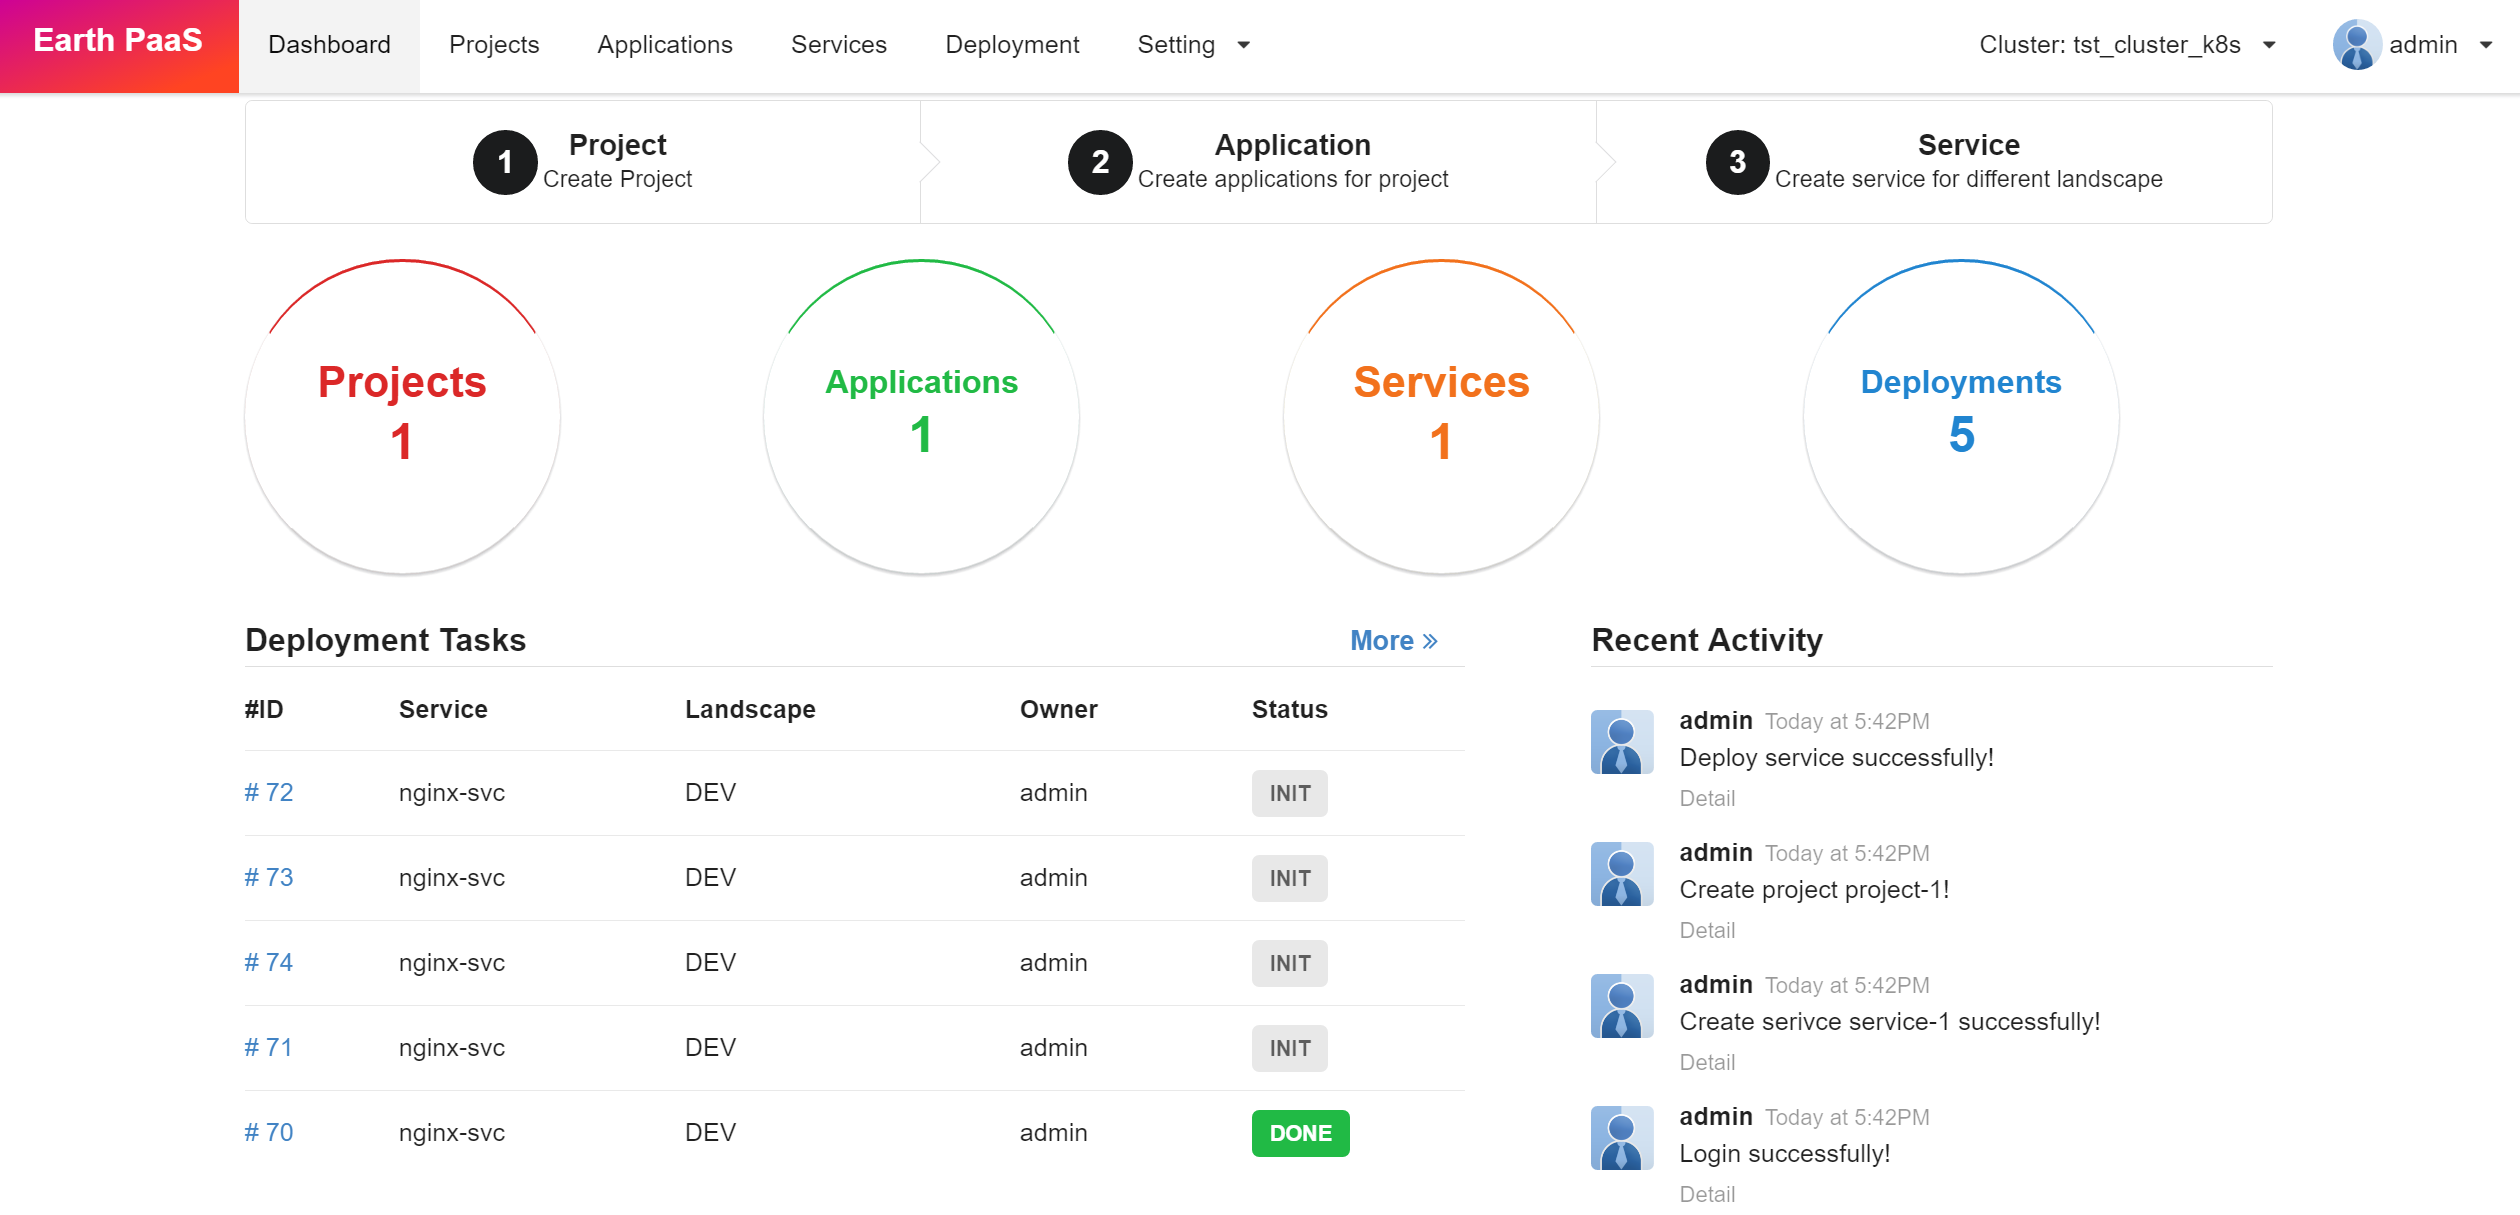 Earth PaaS Dashboard Projects Applications Services Deployment Setting Cluster: tst_cluster_k8s admin
1 Project
Create Project
2 Application
Create applications for project
3 Service
Create service for different landscape
Projects
1
Applications
1
Services
1
Deployments
5
Deployment Tasks More »
#ID Service Landscape Owner Status
# 72 nginx-svc DEV admin INIT
# 73 nginx-svc DEV admin INIT
# 74 nginx-svc DEV admin INIT
# 71 nginx-svc DEV admin INIT
# 70 nginx-svc DEV admin DONE
Recent Activity
admin Today at 5:42PM
Deploy service successfully!
Detail
admin Today at 5:42PM
Create project project-1!
Detail
admin Today at 5:42PM
Create serivce service-1 successfully!
Detail
admin Today at 5:42PM
Login successfully!
Detail